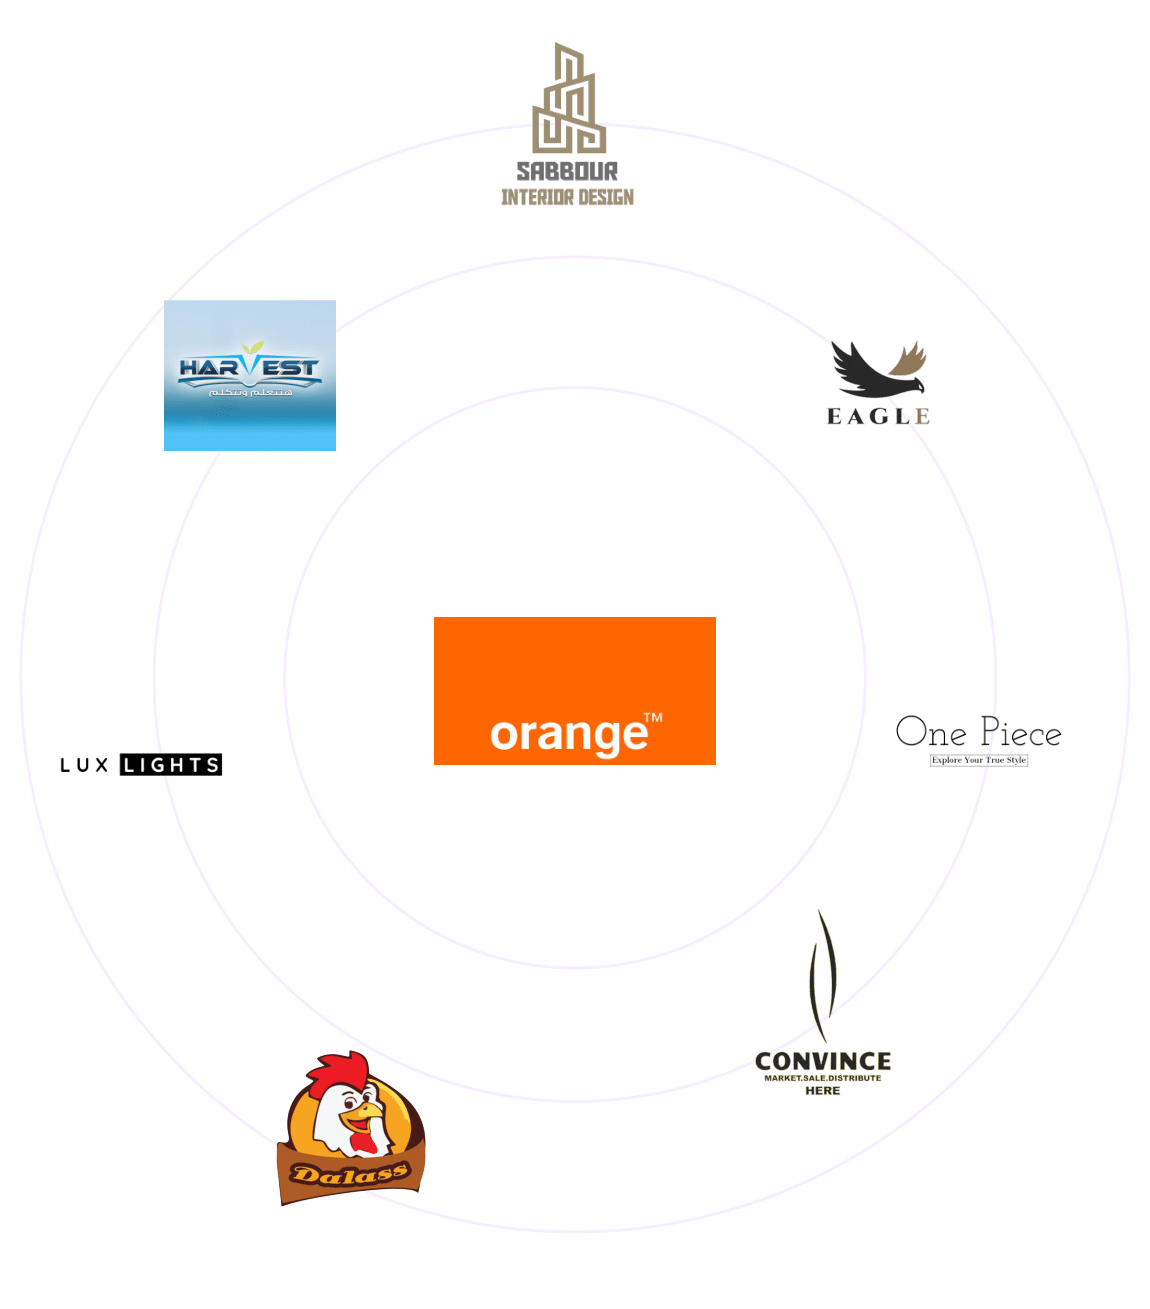 SABBOUR
INTERIOR DESIGN
HARVEST
هنتعلم ونتكلم
EAGLE
orange™
One Piece
Explore Your True Style
LUX LIGHTS
CONVINCE
MARKET.SALE.DISTRIBUTE
HERE
Dalass